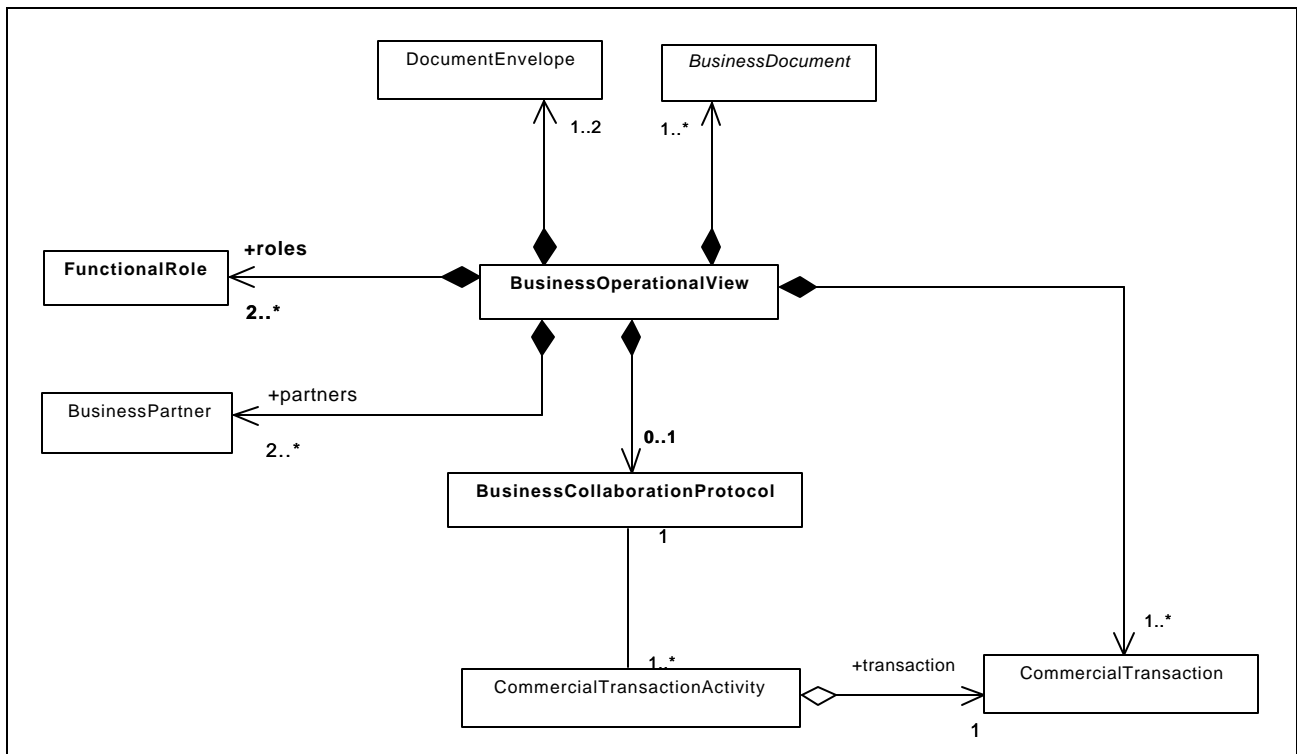 DocumentEnvelope
BusinessDocument
1..2
1..*
+roles
FunctionalRole
BusinessOperationalView
2..*
+partners
BusinessPartner
2..*
0..1
BusinessCollaborationProtocol
1
1..*
1..*
+transaction
CommercialTransactionActivity
CommercialTransaction
1